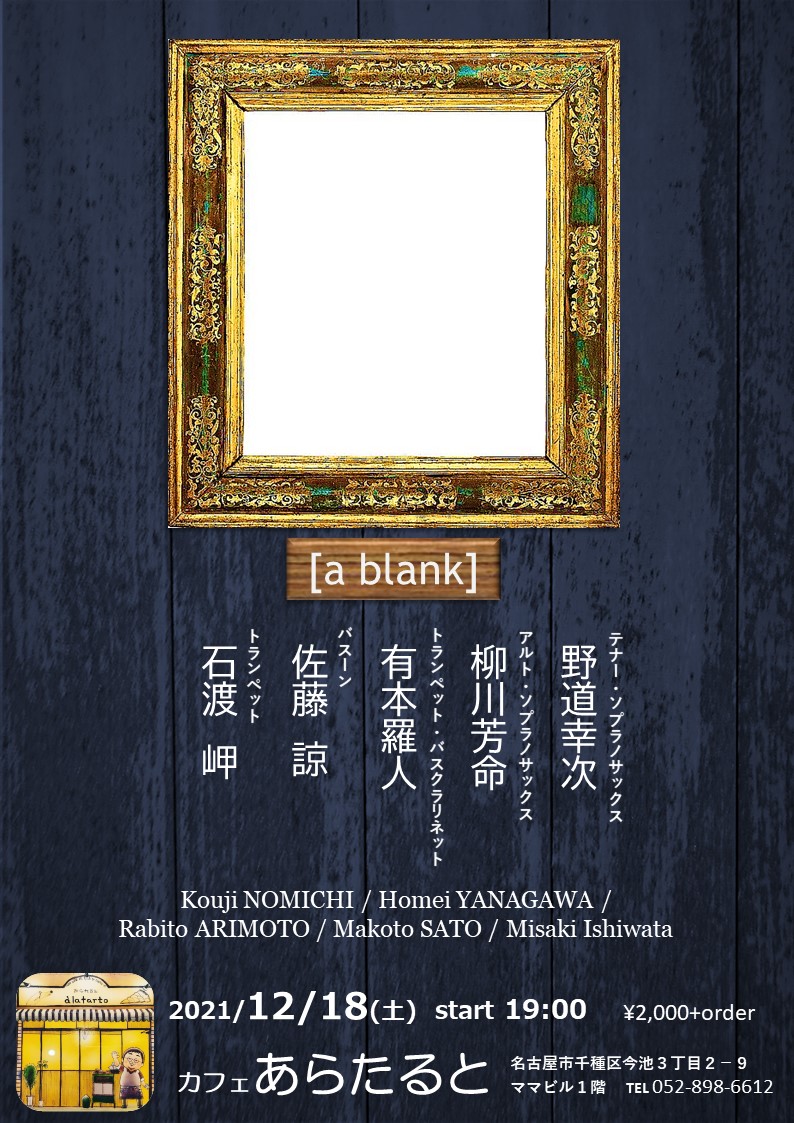 [a blank]
テナー・ソプラノサックス
野道幸次
アルト・ソプラノサックス
柳川芳命
トランペット・バスクラリネット
有本羅人
バスーン
佐藤 諒
トランペット
石渡 岬
Kouji NOMICHI / Homei YANAGAWA /
Rabito ARIMOTO / Makoto SATO / Misaki Ishiwata
àlatarto
2021/12/18(土) start 19:00 ¥2,000+order
カフェ あらたると
名古屋市千種区今池３丁目２－９
ママビル１階 TEL 052-898-6612